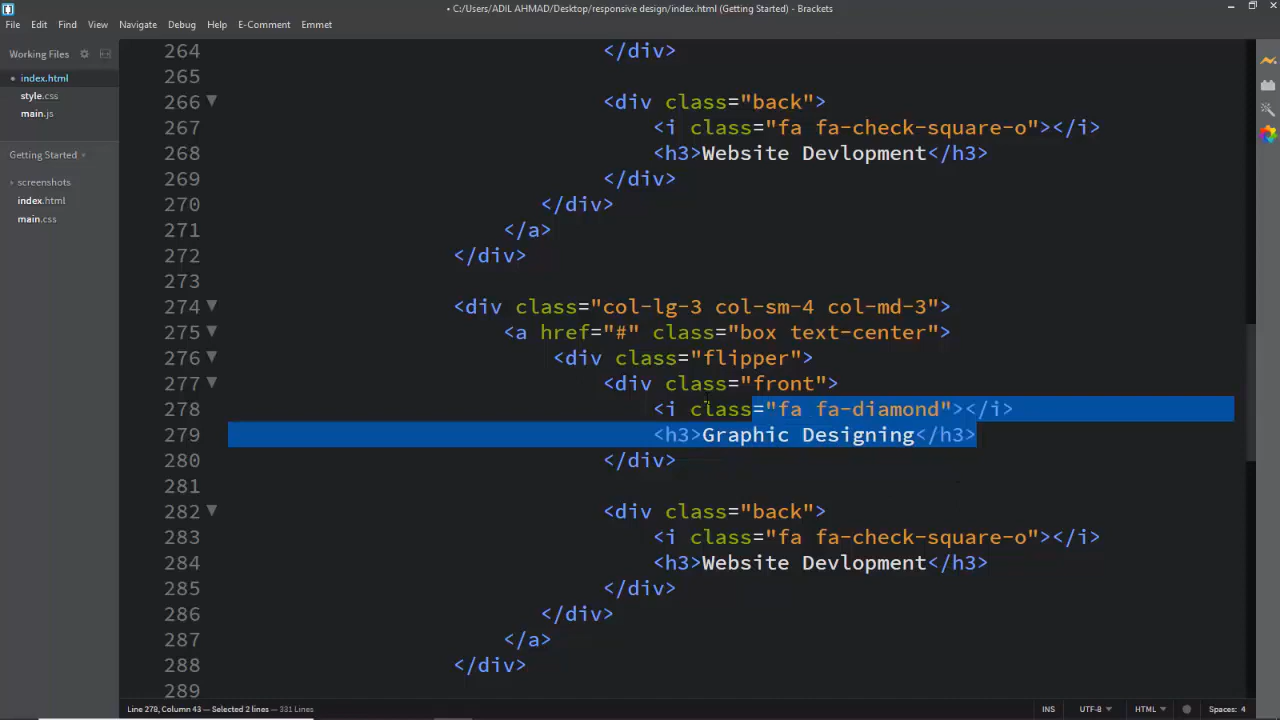 • C:/Users/ADIL AHMAD/Desktop/responsive design/index.html (Getting Started) - Brackets
File Edit Find View Navigate Debug Help E-Commerce Emmet
Working Files
index.html
style.css
main.js
Getting Started
screenshots
index.html
main.css
264 </div>
265
266 <div class="back">
267 <i class="fa fa-check-square-o"></i>
268 <h3>Website Devlopment</h3>
269 </div>
270 </div>
271 </a>
272 </div>
273
274 <div class="col-lg-3 col-sm-4 col-md-3">
275 <a href="#" class="box text-center">
276 <div class="flipper">
277 <div class="front">
278 <i class="fa fa-diamond"></i>
279 <h3>Graphic Designing</h3>
280 </div>
281
282 <div class="back">
283 <i class="fa fa-check-square-o"></i>
284 <h3>Website Devlopment</h3>
285 </div>
286 </div>
287 </a>
288 </div>
289
Line 279, Column 43 — Selected 2 lines — 331 Lines
INS UTF-8 HTML Spaces: 4